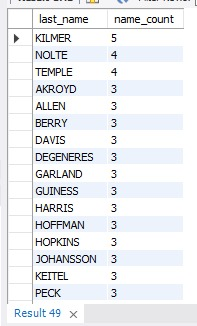 last_name name_count
KILMER 5
NOLTE 4
TEMPLE 4
AKROYD 3
ALLEN 3
BERRY 3
DAVIS 3
DEGENERES 3
GARLAND 3
GUINESS 3
HARRIS 3
HOFFMAN 3
HOPKINS 3
JOHANSSON 3
KEITEL 3
PECK 3
Result 49